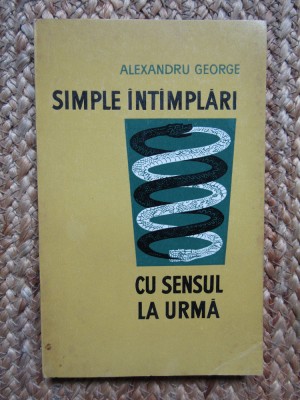 ALEXANDRU GEORGE
SIMPLE ÎNTÎMPLĂRI
CU SENSUL
LA URMĂ